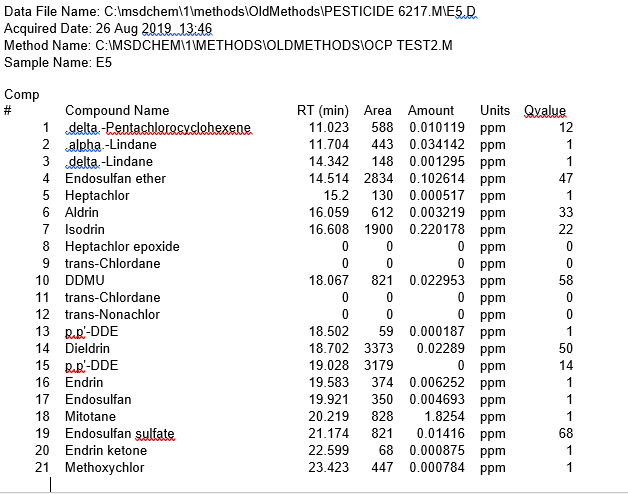 Data File Name: C:\msdchem\1\methods\OldMethods\PESTICIDE 6217.M\E5.D
Acquired Date: 26 Aug 2019 13:46
Method Name: C:\MSDCHEM\1\METHODS\OLDMETHODS\OCP TEST2.M
Sample Name: E5
Comp
# Compound Name RT (min) Area Amount Units Qvalue
1 .delta.-Pentachlorocyclohexene 11.023 588 0.010119 ppm 12
2 .alpha.-Lindane 11.704 443 0.034142 ppm 1
3 .delta.-Lindane 14.342 148 0.001295 ppm 1
4 Endosulfan ether 14.514 2834 0.102614 ppm 47
5 Heptachlor 15.2 130 0.000517 ppm 1
6 Aldrin 16.059 612 0.003219 ppm 33
7 Isodrin 16.608 1900 0.220178 ppm 22
8 Heptachlor epoxide 0 0 0 ppm 0
9 trans-Chlordane 0 0 0 ppm 0
10 DDMU 18.067 821 0.022953 ppm 58
11 trans-Chlordane 0 0 0 ppm 0
12 trans-Nonachlor 0 0 0 ppm 0
13 p,p'-DDE 18.502 59 0.000187 ppm 1
14 Dieldrin 18.702 3373 0.02289 ppm 50
15 p,p'-DDE 19.028 3179 0 ppm 14
16 Endrin 19.583 374 0.006252 ppm 1
17 Endosulfan 19.921 350 0.004693 ppm 1
18 Mitotane 20.219 828 1.8254 ppm 1
19 Endosulfan sulfate 21.174 821 0.01416 ppm 68
20 Endrin ketone 22.599 68 0.000875 ppm 1
21 Methoxychlor 23.423 447 0.000784 ppm 1